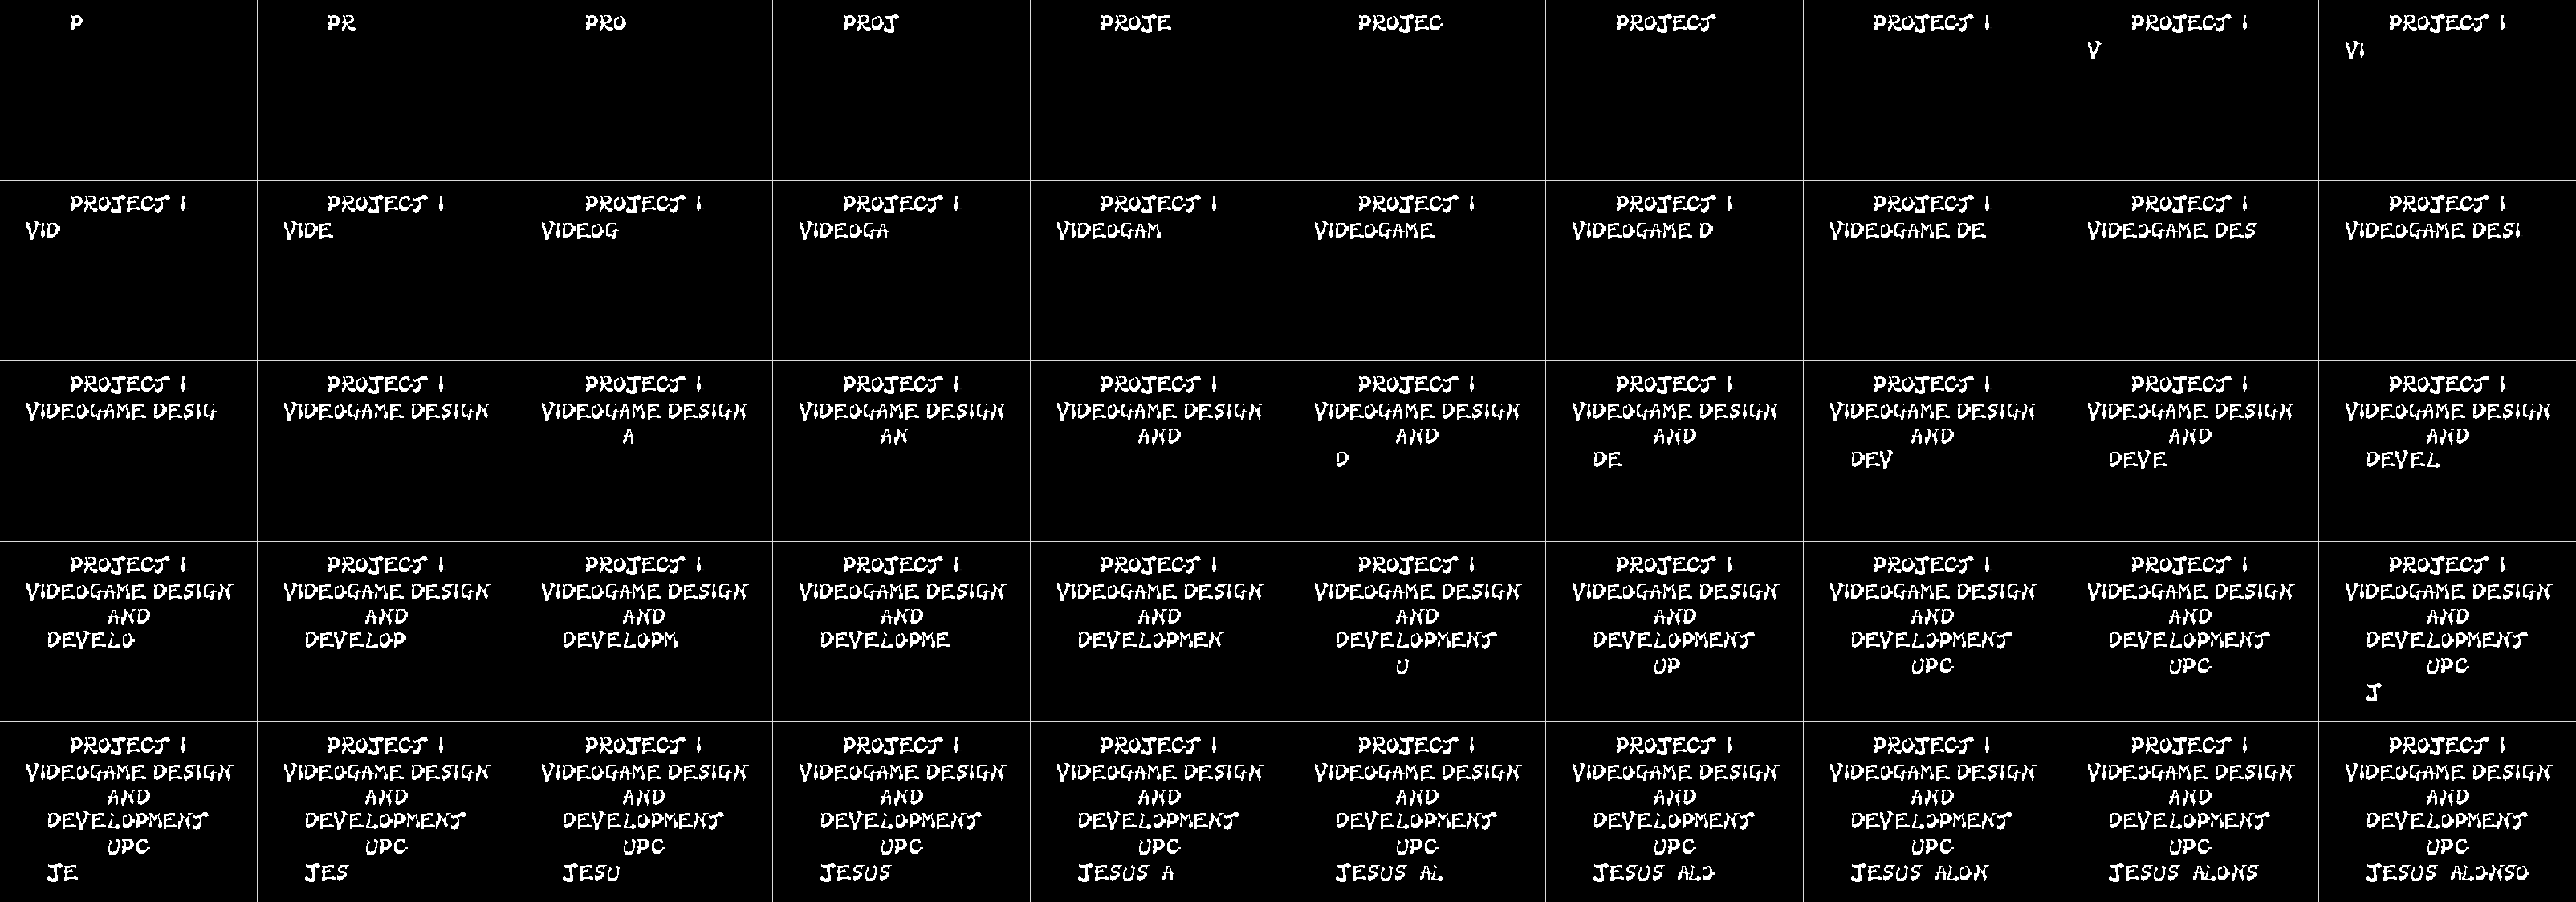 P PR PRO PROJ PROJE PROJEC PROJECT PROJECT I PROJECT I PROJECT I
V VI
PROJECT I PROJECT I PROJECT I PROJECT I PROJECT I PROJECT I PROJECT I PROJECT I PROJECT I PROJECT I
VID VIDE VIDEOG VIDEOGA VIDEOGAM VIDEOGAME VIDEOGAME D VIDEOGAME DE VIDEOGAME DES VIDEOGAME DESI
PROJECT I PROJECT I PROJECT I PROJECT I PROJECT I PROJECT I PROJECT I PROJECT I PROJECT I PROJECT I
VIDEOGAME DESIG VIDEOGAME DESIGN VIDEOGAME DESIGN VIDEOGAME DESIGN VIDEOGAME DESIGN VIDEOGAME DESIGN VIDEOGAME DESIGN VIDEOGAME DESIGN VIDEOGAME DESIGN VIDEOGAME DESIGN
A AN AND AND AND AND AND AND
D DE DEV DEVE DEVEL
PROJECT I PROJECT I PROJECT I PROJECT I PROJECT I PROJECT I PROJECT I PROJECT I PROJECT I PROJECT I
VIDEOGAME DESIGN VIDEOGAME DESIGN VIDEOGAME DESIGN VIDEOGAME DESIGN VIDEOGAME DESIGN VIDEOGAME DESIGN VIDEOGAME DESIGN VIDEOGAME DESIGN VIDEOGAME DESIGN VIDEOGAME DESIGN
AND AND AND AND AND AND AND AND AND AND
DEVELO DEVELOP DEVELOPM DEVELOPME DEVELOPMEN DEVELOPMENT DEVELOPMENT DEVELOPMENT DEVELOPMENT DEVELOPMENT
U UP UPC UPC UPC
J
PROJECT I PROJECT I PROJECT I PROJECT I PROJECT I PROJECT I PROJECT I PROJECT I PROJECT I PROJECT I
VIDEOGAME DESIGN VIDEOGAME DESIGN VIDEOGAME DESIGN VIDEOGAME DESIGN VIDEOGAME DESIGN VIDEOGAME DESIGN VIDEOGAME DESIGN VIDEOGAME DESIGN VIDEOGAME DESIGN VIDEOGAME DESIGN
AND AND AND AND AND AND AND AND AND AND
DEVELOPMENT DEVELOPMENT DEVELOPMENT DEVELOPMENT DEVELOPMENT DEVELOPMENT DEVELOPMENT DEVELOPMENT DEVELOPMENT DEVELOPMENT
UPC UPC UPC UPC UPC UPC UPC UPC UPC UPC
JE JES JESU JESUS JESUS A JESUS AL JESUS ALO JESUS ALON JESUS ALONS JESUS ALONSO